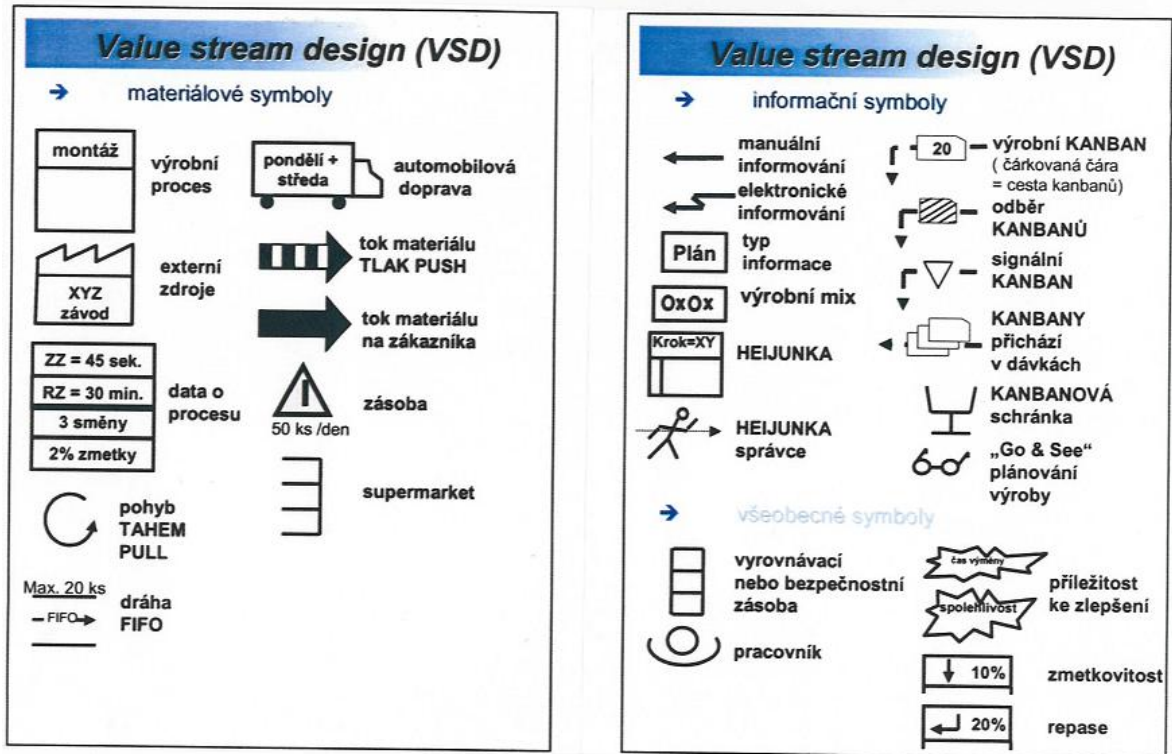 Value stream design (VSD)
materiálové symboly
montáž
výrobní
proces
pondělí +
středa
automobilová
doprava
XYZ
závod
externí
zdroje
tok materiálu
TLAK PUSH
tok materiálu
na zákazníka
ZZ = 45 sek.
RZ = 30 min.
3 směny
2% zmetky
data o
procesu
50 ks /den
zásoba
pohyb
TAHEM
PULL
supermarket
Max. 20 ks
FIFO
dráha
FIFO
Value stream design (VSD)
informační symboly
manuální
informování
elektronické
informování
Plán
typ
informace
OxOx
výrobní mix
Krok=XY
HEIJUNKA
HEIJUNKA
správce
20
výrobní KANBAN
( čárkovaná čára
= cesta kanbanů)
odběr
KANBANŮ
signální
KANBAN
KANBANY
přichází
v dávkách
KANBANOVÁ
schránka
„Go & See“
plánování
výroby
všeobecné symboly
vyrovnávací
nebo bezpečnostní
zásoba
pracovník
čas výměny
spolehlivost
příležitost
ke zlepšení
10%
zmetkovitost
20%
repase